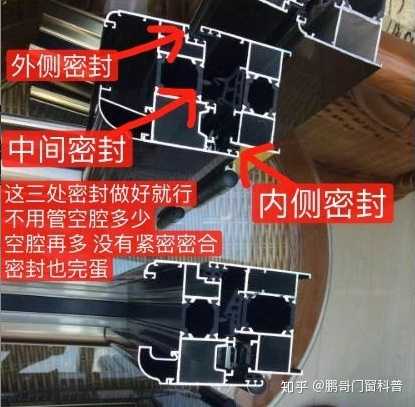 外侧密封
中间密封
内侧密封
这三处密封做好就行
不用管空腔多少
空腔再多 没有紧密密合
密封也完蛋
知乎 @鹏哥门窗科普